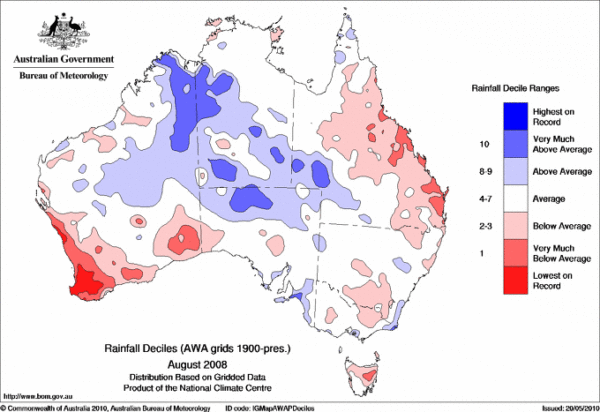 Australian Government
Bureau of Meteorology
Rainfall Decile Ranges
Highest on
Record
10
Very Much
Above Average
8-9
Above Average
4-7
Average
2-3
Below Average
1
Very Much
Below Average
Lowest on
Record
Rainfall Deciles (AWA grids 1900-pres.)
August 2008
Distribution Based on Gridded Data
Product of the National Climate Centre
http://www.bom.gov.au
© Commonwealth of Australia 2010, Australian Bureau of Meteorology
ID code: IGMapAWAPDeciles
Issued: 20/05/2010